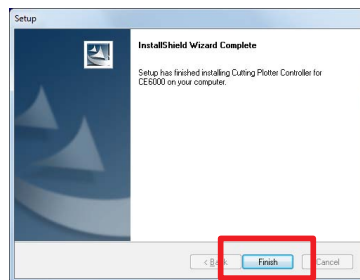 Setup
InstallShield Wizard Complete
Setup has finished installing Cutting Plotter Controller for
CE6000 on your computer.
< Back
Finish
Cancel